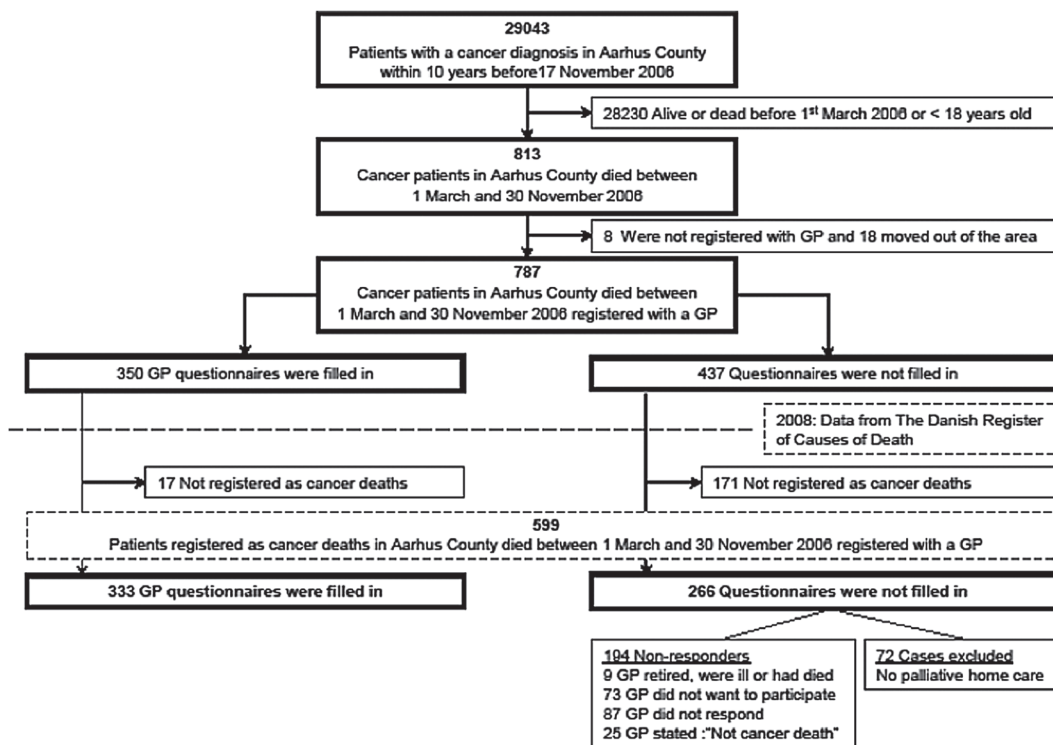 29043
Patients with a cancer diagnosis in Aarhus County
within 10 years before17 November 2006
28230 Alive or dead before 1st March 2006 or < 18 years old
813
Cancer patients in Aarhus County died between
1 March and 30 November 2006
8 Were not registered with GP and 18 moved out of the area
787
Cancer patients in Aarhus County died between
1 March and 30 November 2006 registered with a GP
350 GP questionnaires were filled in
437 Questionnaires were not filled in
2008: Data from The Danish Register
of Causes of Death
17 Not registered as cancer deaths
171 Not registered as cancer deaths
599
Patients registered as cancer deaths in Aarhus County died between 1 March and 30 November 2006 registered with a GP
333 GP questionnaires were filled in
266 Questionnaires were not filled in
194 Non-responders
9 GP retired, were ill or had died
73 GP did not want to participate
87 GP did not respond
25 GP stated :"Not cancer death"
72 Cases excluded
No palliative home care